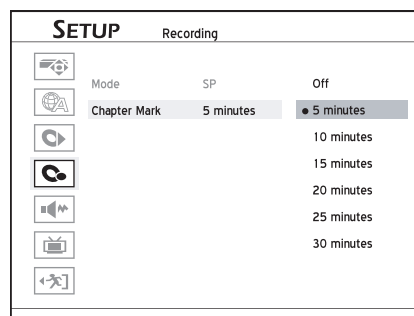 SETUP Recording
Mode SP Off
Chapter Mark 5 minutes • 5 minutes
10 minutes
15 minutes
20 minutes
25 minutes
30 minutes